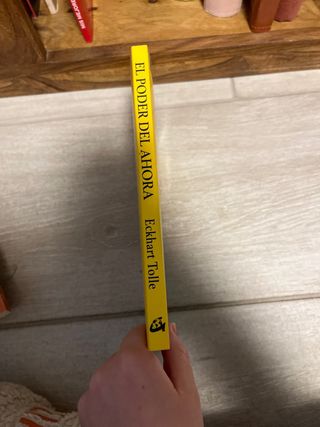 EL PODER DEL AHORA
Eckhart Tolle